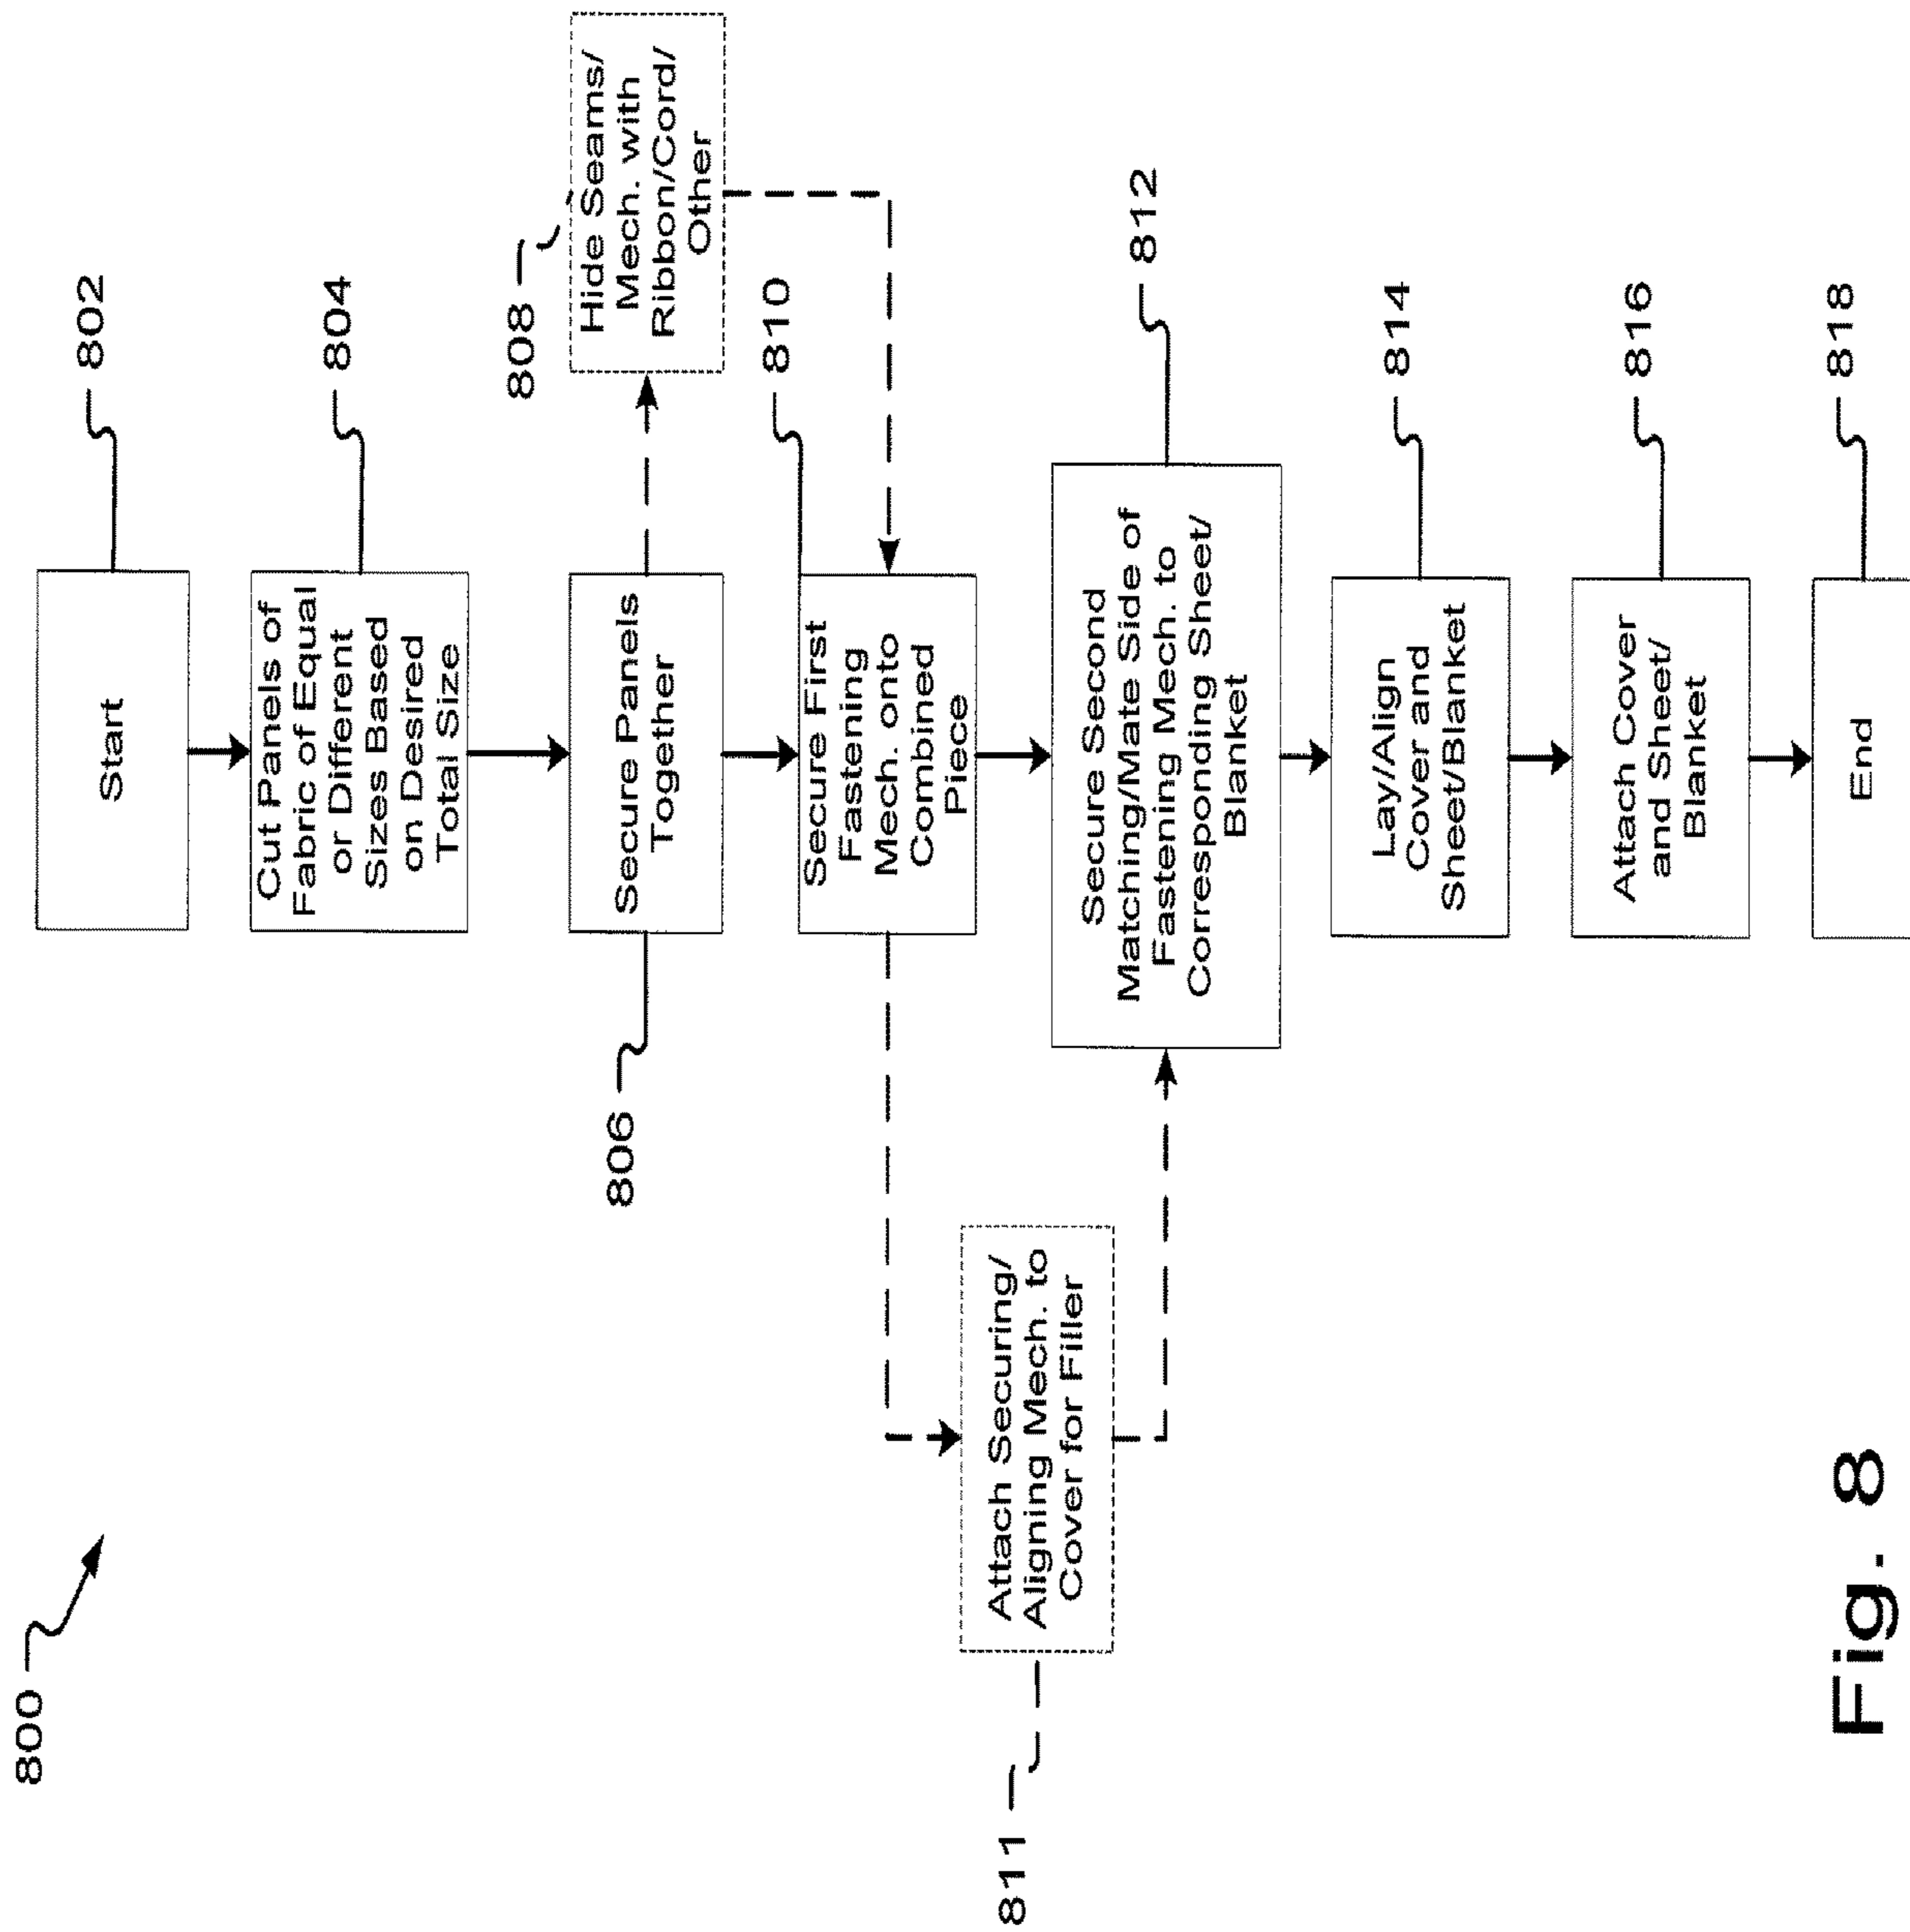 800
Start
802
Cut Panels of
Fabric of Equal
or Different
Sizes Based
on Desired
Total Size
804
Secure Panels
Together
806
808
Hide Seams/
Mech. with
Ribbon/Cord/
Other
810
Secure First
Fastening
Mech. onto
Combined
Piece
811
Attach Securing/
Aligning Mech. to
Cover for Filler
Secure Second
Matching/Mate Side of
Fastening Mech. to
Corresponding Sheet/
Blanket
812
Lay/Align
Cover and
Sheet/Blanket
814
Attach Cover
and Sheet/
Blanket
816
End
818
Fig. 8